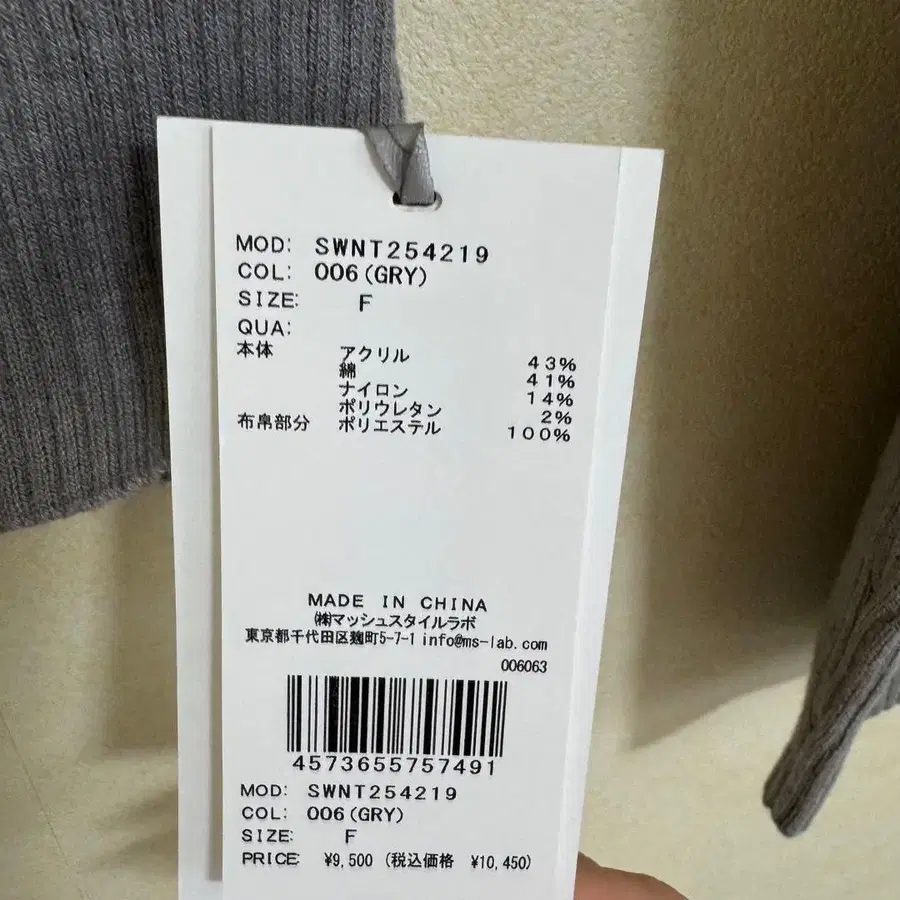 MOD: SWNT254219
COL: 006(GRY)
SIZE: F
QUA:
本体 アクリル 43%
綿 41%
ナイロン 14%
ポリウレタン 2%
布帛部分 ポリエステル 100%
MADE IN CHINA
㈱マッシュスタイルラボ
東京都千代田区麹町5-7-1 info@ms-lab.com
006063
4573655757491
MOD: SWNT254219
COL: 006(GRY)
SIZE: F
PRICE: ¥9,500 (税込価格 ¥10,450)